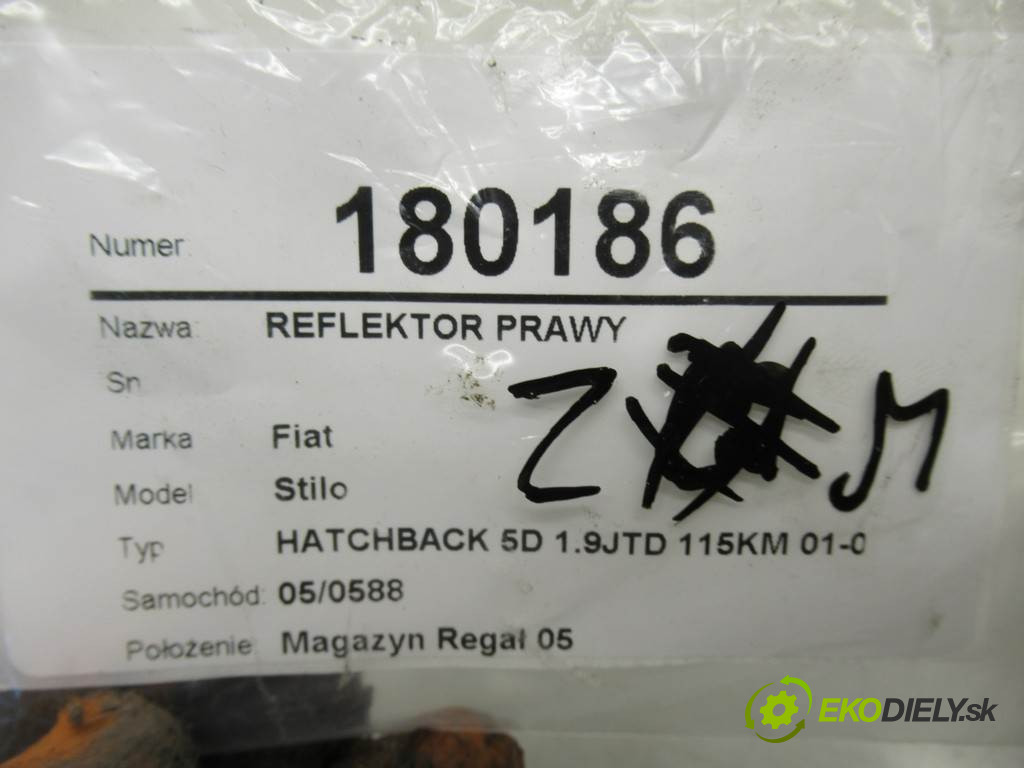 Numer: 180186
Nazwa: REFLEKTOR PRAWY
Sn
Marka Fiat
Model Stilo
Typ HATCHBACK 5D 1.9JTD 115KM 01-0
Samochód: 05/0588
Położenie: Magazyn Regał 05
EKODIELY.sk